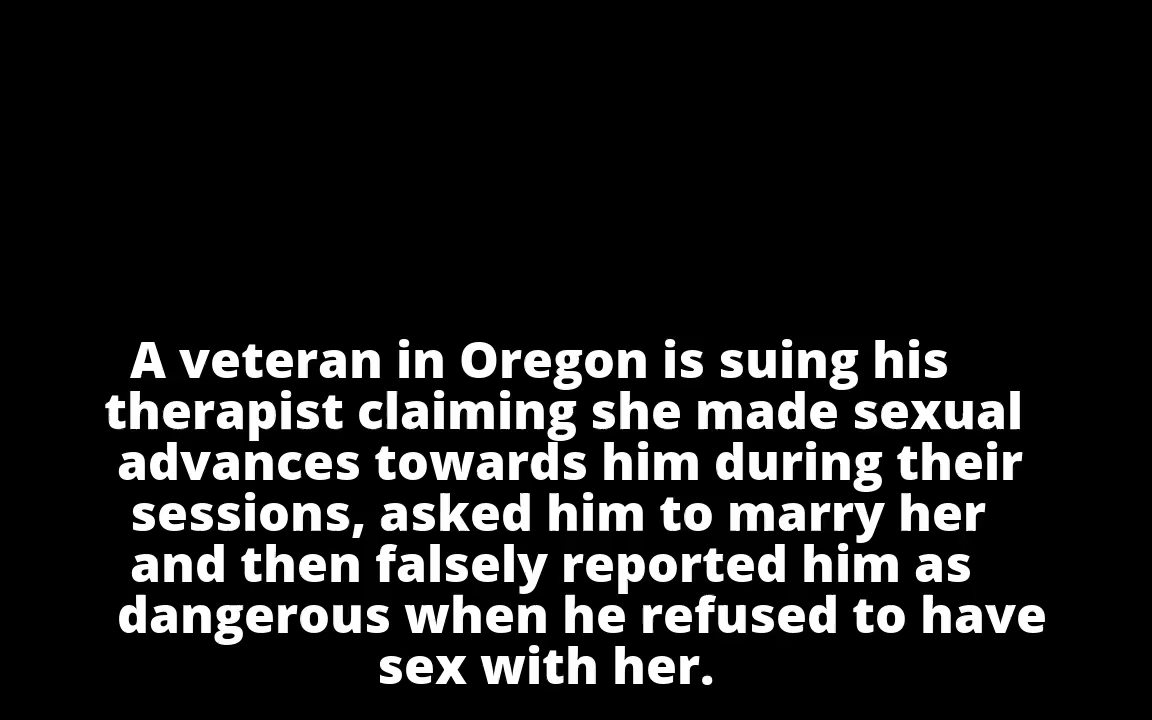 A veteran in Oregon is suing his
therapist claiming she made sexual
advances towards him during their
sessions, asked him to marry her
and then falsely reported him as
dangerous when he refused to have
sex with her.